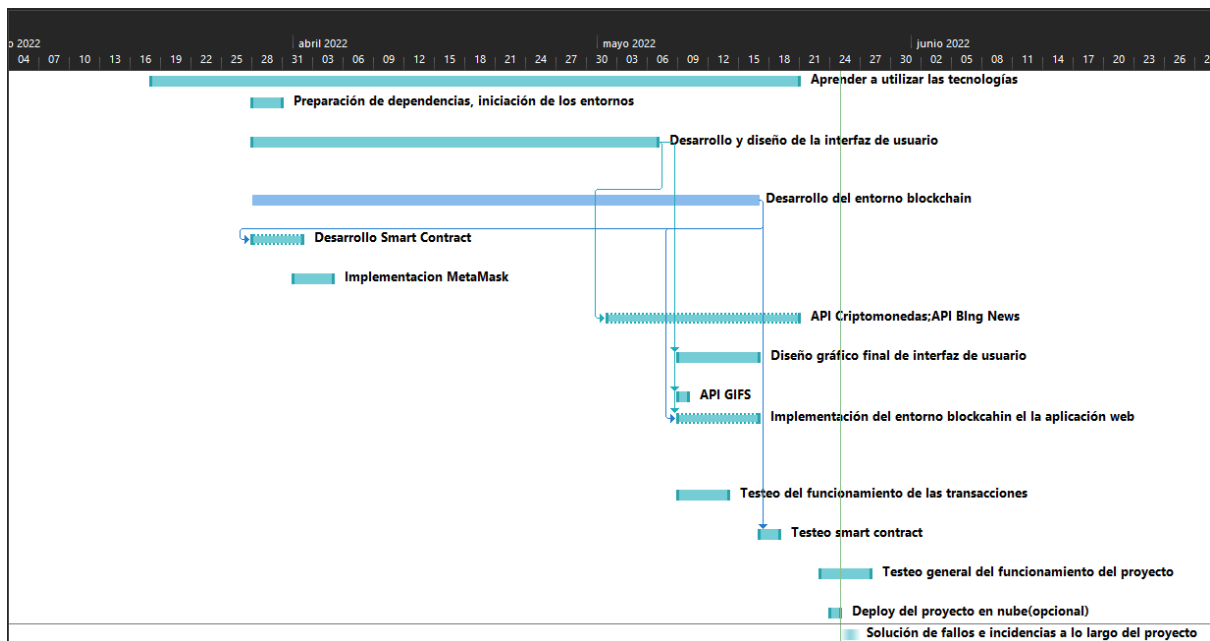 o 2022 abril 2022 mayo 2022 junio 2022
04 07 10 13 16 19 22 25 28 31 03 06 09 12 15 18 21 24 27 30 03 06 09 12 15 18 21 24 27 30 02 05 08 11 14 17 20 23 26 2
Aprender a utilizar las tecnologías
Preparación de dependencias, iniciación de los entornos
Desarrollo y diseño de la interfaz de usuario
Desarrollo del entorno blockchain
Desarrollo Smart Contract
Implementacion MetaMask
API Criptomonedas;API BIng News
Diseño gráfico final de interfaz de usuario
API GIFS
Implementación del entorno blockcahin el la aplicación web
Testeo del funcionamiento de las transacciones
Testeo smart contract
Testeo general del funcionamiento del proyecto
Deploy del proyecto en nube(opcional)
Solución de fallos e incidencias a lo largo del proyecto